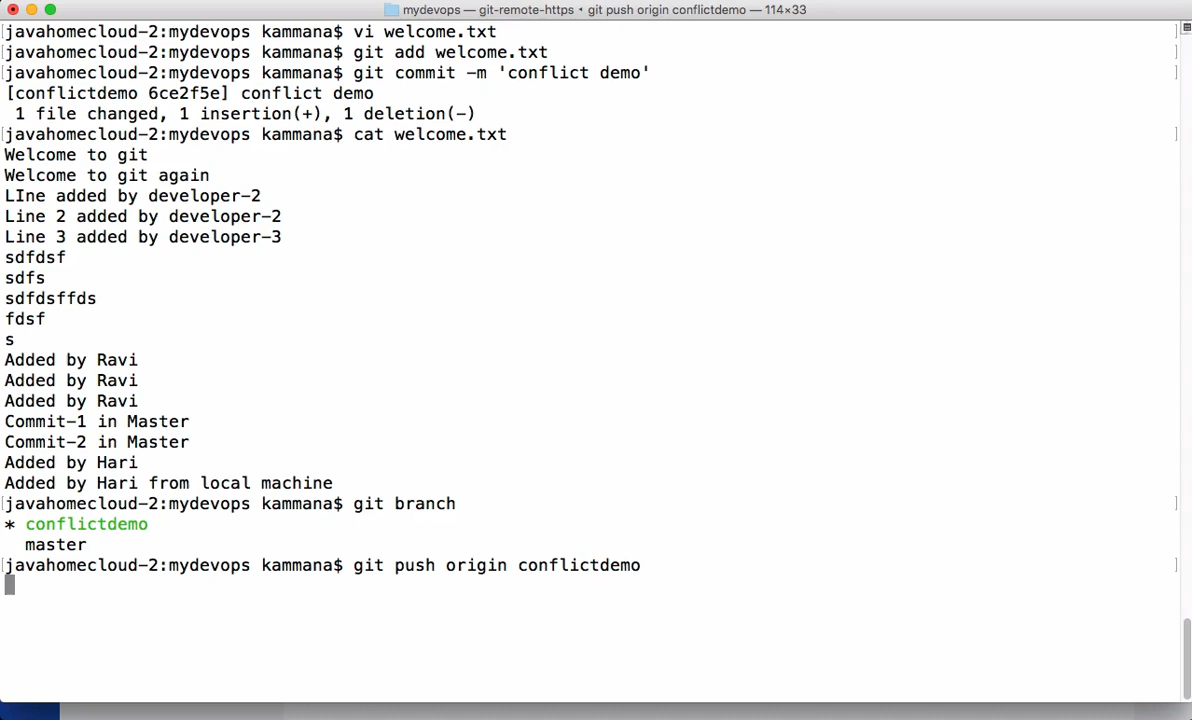 mydevops — git-remote-https • git push origin conflictdemo — 114×33
[javahomecloud-2:mydevops kammana$ vi welcome.txt ]
[javahomecloud-2:mydevops kammana$ git add welcome.txt ]
[javahomecloud-2:mydevops kammana$ git commit -m 'conflict demo' ]
[conflictdemo 6ce2f5e] conflict demo
1 file changed, 1 insertion(+), 1 deletion(-)
[javahomecloud-2:mydevops kammana$ cat welcome.txt ]
Welcome to git
Welcome to git again
LIne added by developer-2
Line 2 added by developer-2
Line 3 added by developer-3
sdfdsf
sdfs
sdfdsffds
fdsf
s
Added by Ravi
Added by Ravi
Added by Ravi
Commit-1 in Master
Commit-2 in Master
Added by Hari
Added by Hari from local machine
[javahomecloud-2:mydevops kammana$ git branch ]
* conflictdemo
master
[javahomecloud-2:mydevops kammana$ git push origin conflictdemo ]